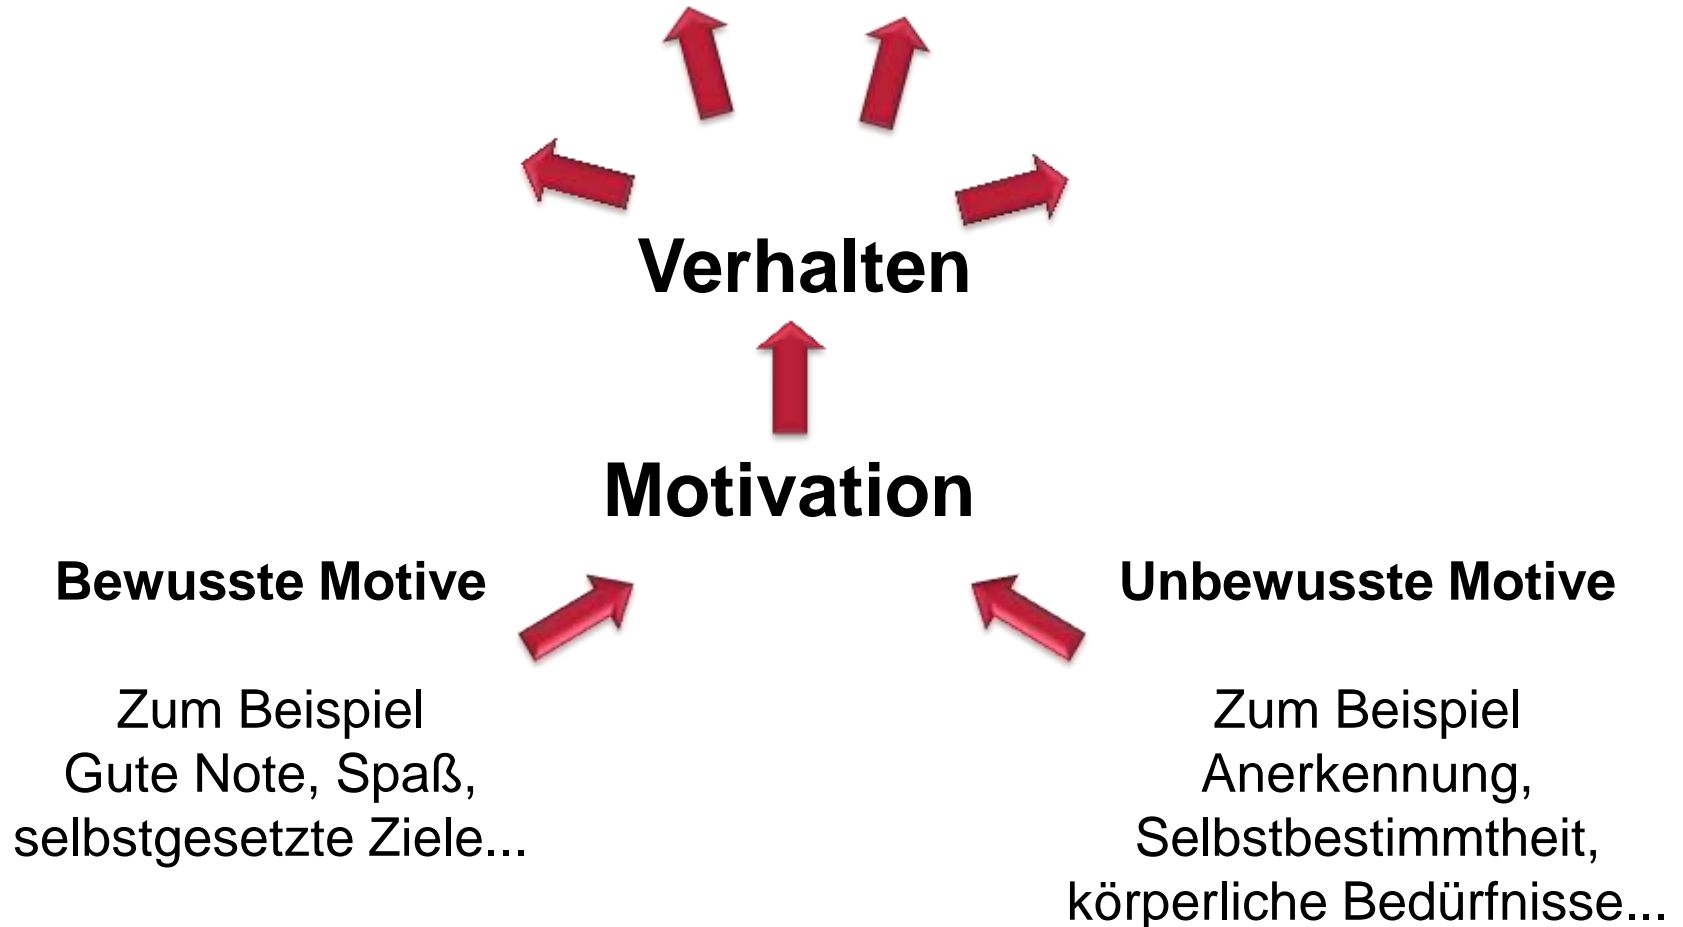 Verhalten
Motivation
Bewusste Motive
Zum Beispiel
Gute Note, Spaß,
selbstgesetzte Ziele...
Unbewusste Motive
Zum Beispiel
Anerkennung,
Selbstbestimmtheit,
körperliche Bedürfnisse...